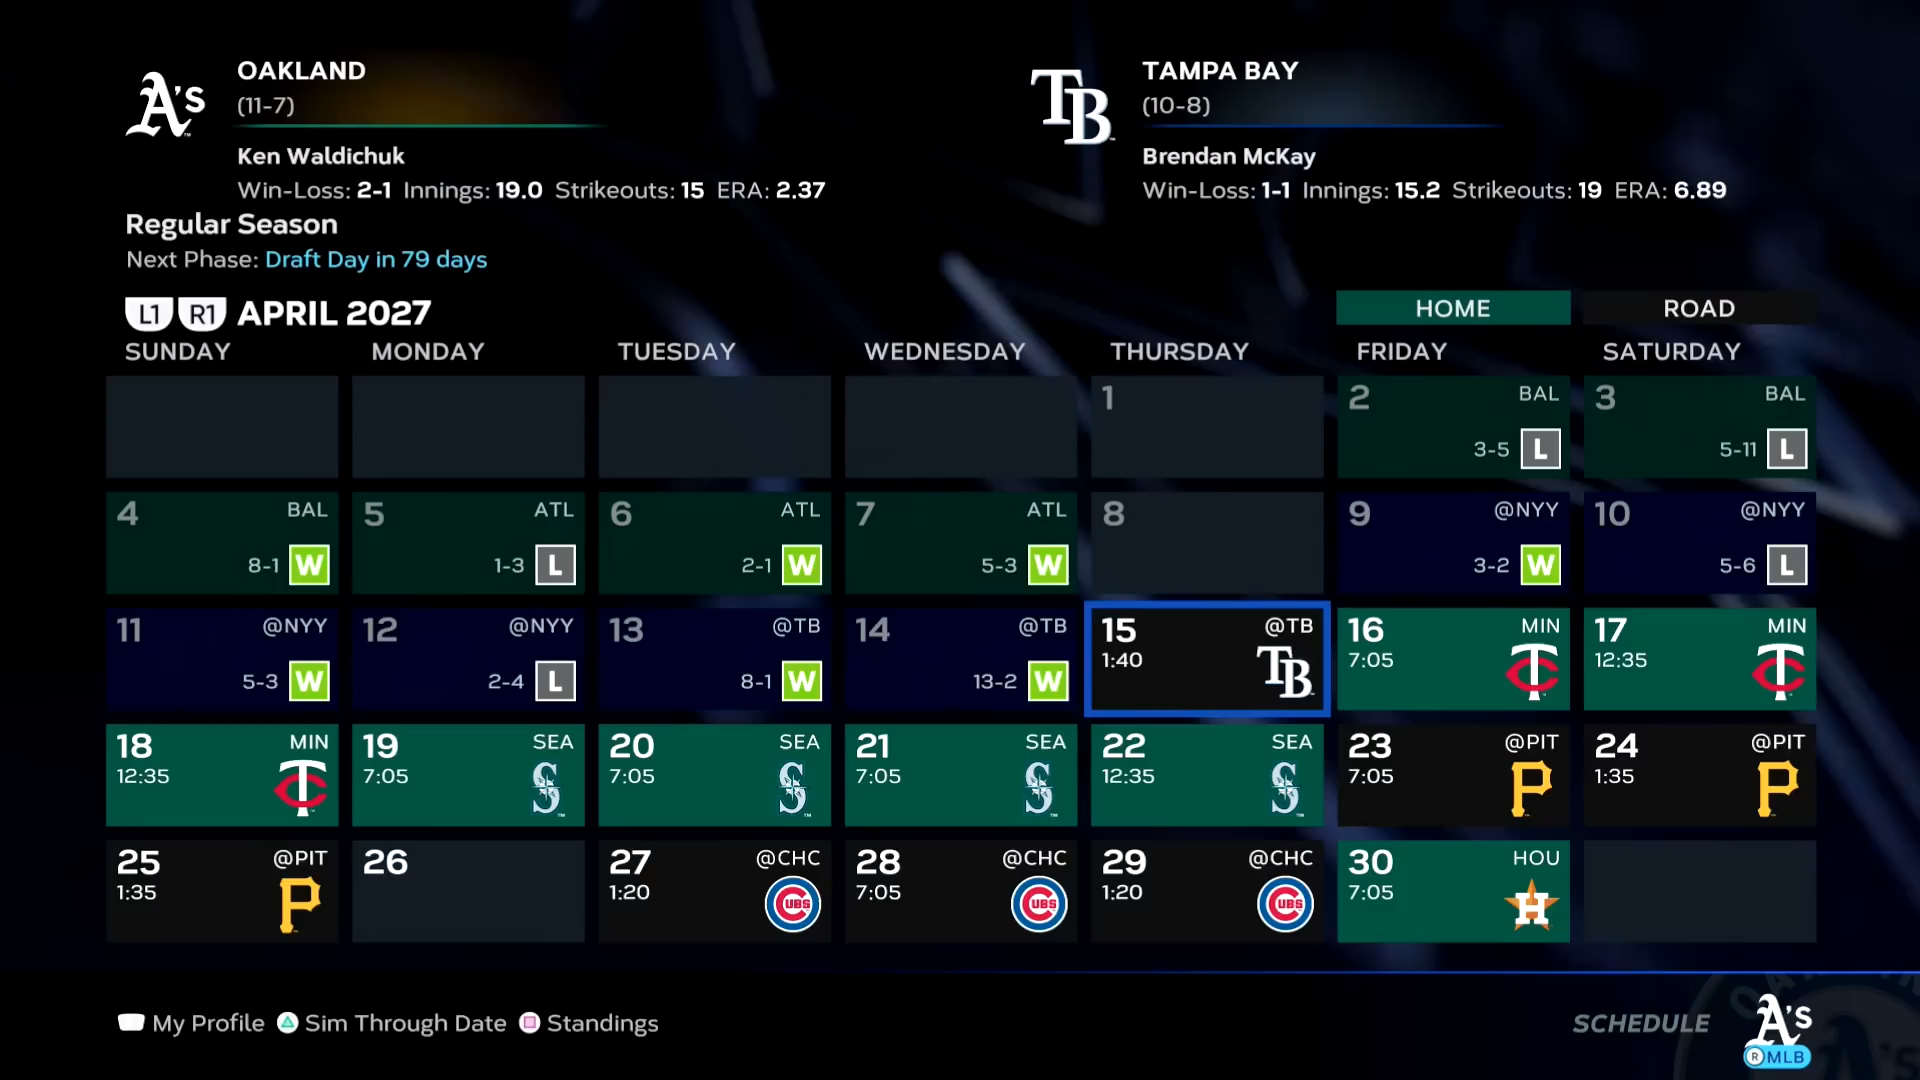 A's OAKLAND
(11-7)
Ken Waldichuk
Win-Loss: 2-1 Innings: 19.0 Strikeouts: 15 ERA: 2.37
TB TAMPA BAY
(10-8)
Brendan McKay
Win-Loss: 1-1 Innings: 15.2 Strikeouts: 19 ERA: 6.89
Regular Season
Next Phase: Draft Day in 79 days
L1 R1 APRIL 2027
HOME ROAD
SUNDAY MONDAY TUESDAY WEDNESDAY THURSDAY FRIDAY SATURDAY
1 2 BAL 3 BAL
3-5 L 5-11 L
4 BAL 5 ATL 6 ATL 7 ATL 8 9 @NYY 10 @NYY
8-1 W 1-3 L 2-1 W 5-3 W 3-2 W 5-6 L
11 @NYY 12 @NYY 13 @TB 14 @TB 15 @TB 16 MIN 17 MIN
5-3 W 2-4 L 8-1 W 13-2 W 1:40 TB 7:05 TC 12:35 TC
18 MIN 19 SEA 20 SEA 21 SEA 22 SEA 23 @PIT 24 @PIT
12:35 TC 7:05 S 7:05 S 7:05 S 12:35 S 7:05 P 1:35 P
25 @PIT 26 27 @CHC 28 @CHC 29 @CHC 30 HOU
1:35 P 1:20 CUBS 7:05 CUBS 1:20 CUBS 7:05 H
My Profile Sim Through Date Standings
SCHEDULE A's
R MLB